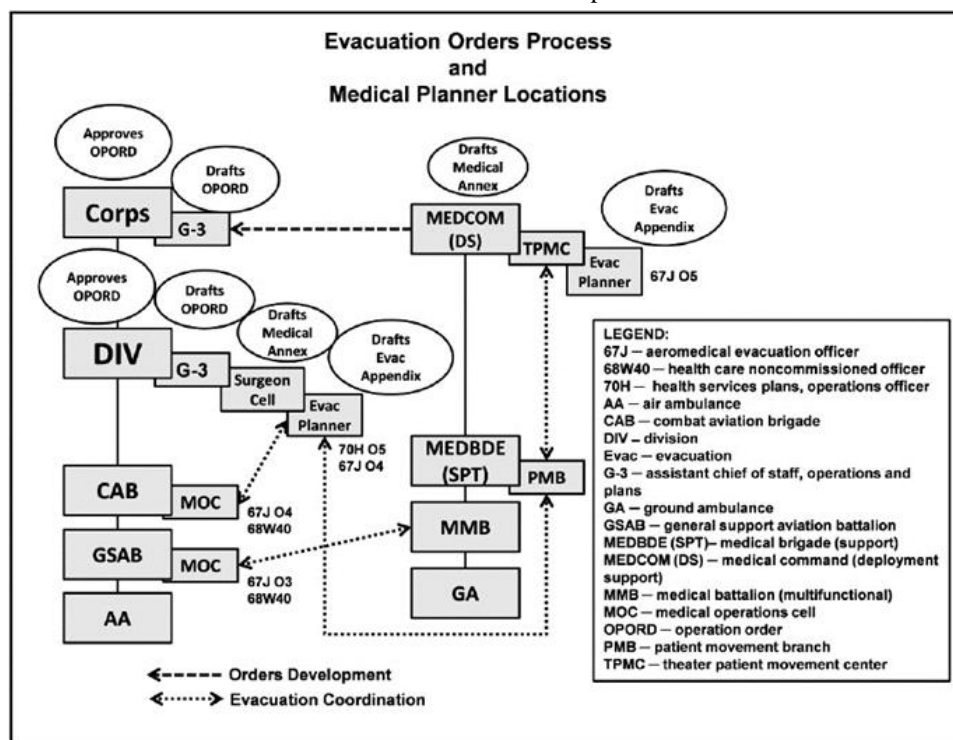 Evacuation Orders Process
and
Medical Planner Locations
Approves
OPORD
Drafts
OPORD
Corps
G-3
Drafts
Medical
Annex
MEDCOM
(DS)
TPMC
Drafts
Evac
Appendix
Evac
Planner
67J O5
Approves
OPORD
Drafts
OPORD
Drafts
Medical
Annex
Drafts
Evac
Appendix
DIV
G-3
Surgeon
Cell
Evac
Planner
70H O5
67J O4
MEDBDE
(SPT)
PMB
CAB
MOC
67J O4
68W40
MMB
GSAB
MOC
67J O3
68W40
GA
AA
Orders Development
Evacuation Coordination
LEGEND:
67J — aeromedical evacuation officer
68W40 — health care noncommissioned officer
70H — health services plans, operations officer
AA — air ambulance
CAB — combat aviation brigade
DIV — division
Evac — evacuation
G-3 — assistant chief of staff, operations and
plans
GA — ground ambulance
GSAB — general support aviation battalion
MEDBDE (SPT)— medical brigade (support)
MEDCOM (DS) — medical command (deployment
support)
MMB — medical battalion (multifunctional)
MOC — medical operations cell
OPORD — operation order
PMB — patient movement branch
TPMC — theater patient movement center